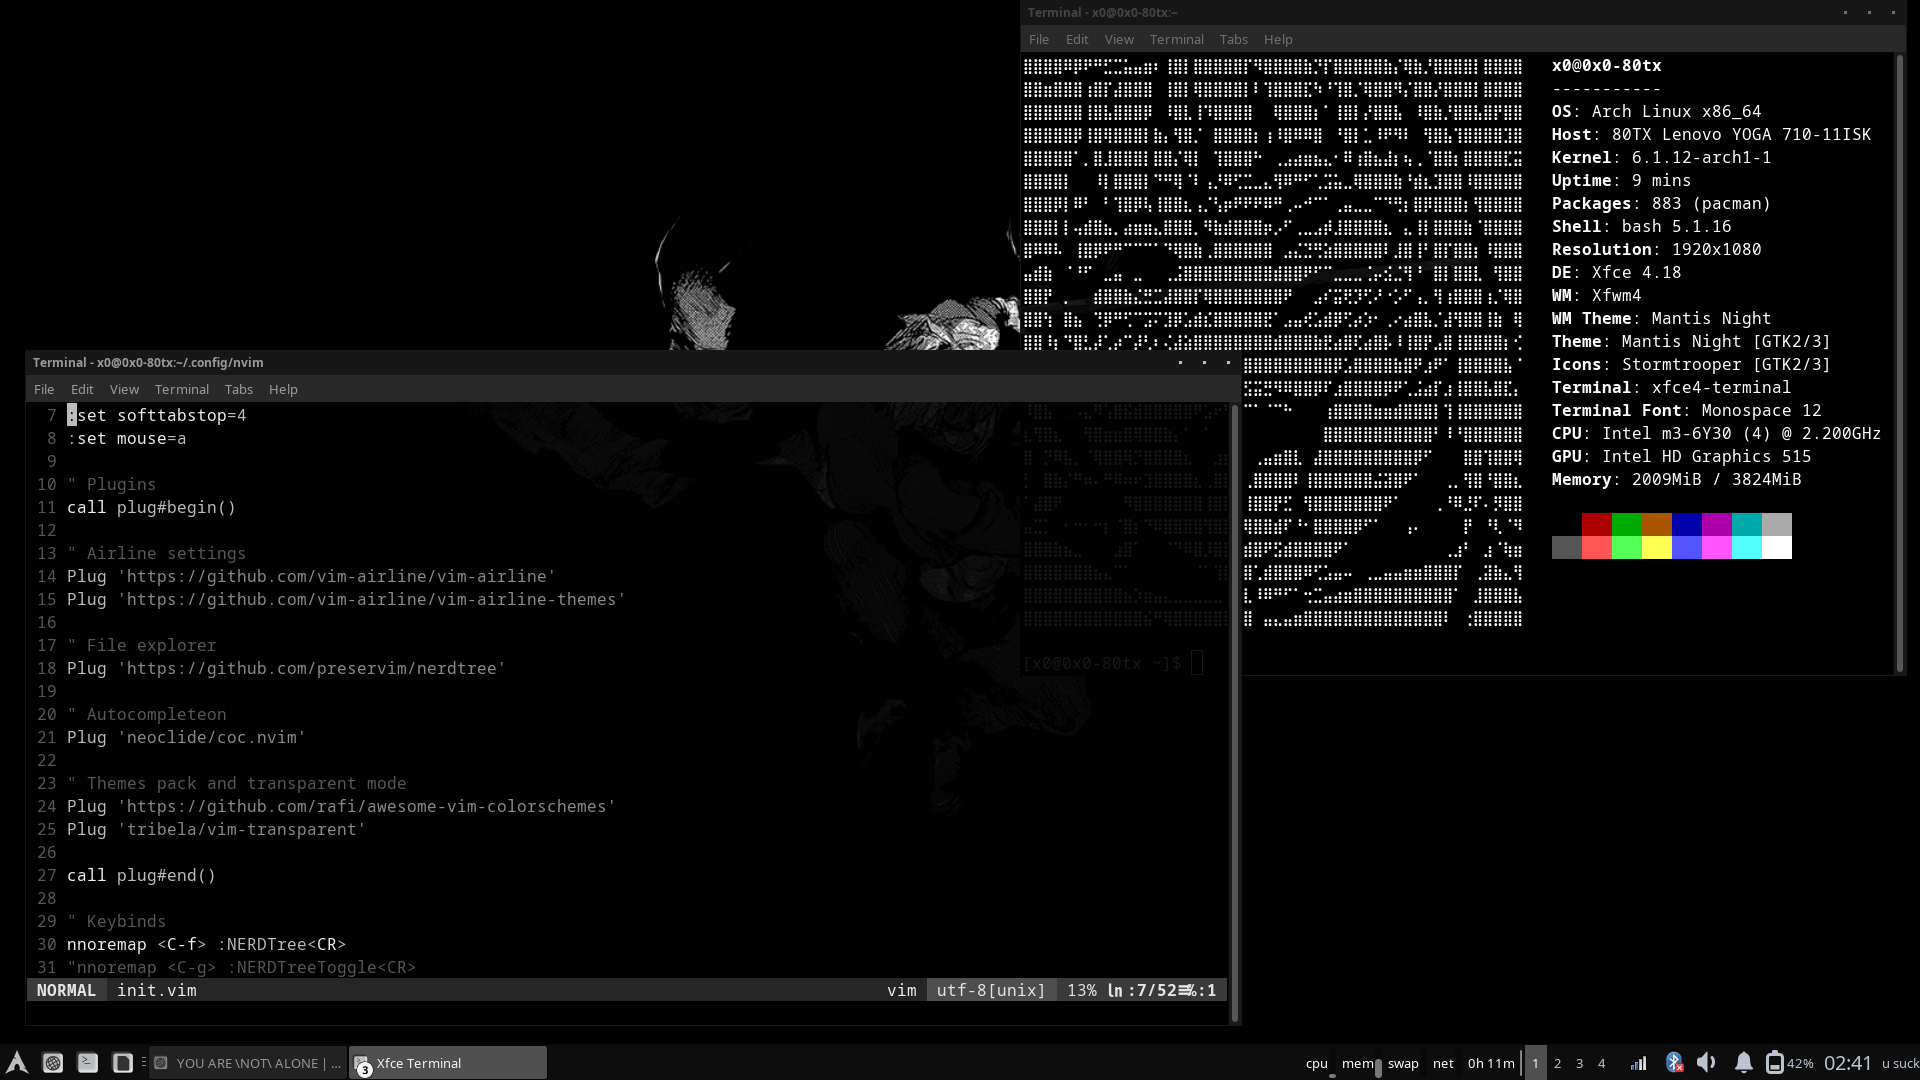 Terminal - x0@0x0-80tx:~
File Edit View Terminal Tabs Help
x0@0x0-80tx
-----------
OS: Arch Linux x86_64
Host: 80TX Lenovo YOGA 710-11ISK
Kernel: 6.1.12-arch1-1
Uptime: 9 mins
Packages: 883 (pacman)
Shell: bash 5.1.16
Resolution: 1920x1080
DE: Xfce 4.18
WM: Xfwm4
WM Theme: Mantis Night
Theme: Mantis Night [GTK2/3]
Icons: Stormtrooper [GTK2/3]
Terminal: xfce4-terminal
Terminal Font: Monospace 12
CPU: Intel m3-6Y30 (4) @ 2.200GHz
GPU: Intel HD Graphics 515
Memory: 2009MiB / 3824MiB
[x0@0x0-80tx ~]$
Terminal - x0@0x0-80tx:~/.config/nvim
File Edit View Terminal Tabs Help
7 :set softtabstop=4
8 :set mouse=a
9
10 " Plugins
11 call plug#begin()
12
13 " Airline settings
14 Plug 'https://github.com/vim-airline/vim-airline'
15 Plug 'https://github.com/vim-airline/vim-airline-themes'
16
17 " File explorer
18 Plug 'https://github.com/preservim/nerdtree'
19
20 " Autocompleteon
21 Plug 'neoclide/coc.nvim'
22
23 " Themes pack and transparent mode
24 Plug 'https://github.com/rafi/awesome-vim-colorschemes'
25 Plug 'tribela/vim-transparent'
26
27 call plug#end()
28
29 " Keybinds
30 nnoremap <C-f> :NERDTree<CR>
31 "nnoremap <C-g> :NERDTreeToggle<CR>
NORMAL init.vim vim utf-8[unix] 13% ln :7/52≡%:1
YOU ARE \NOT\ ALONE | ... 3 Xfce Terminal cpu mem swap net 0h 11m 1 2 3 4 42% 02:41 u suck